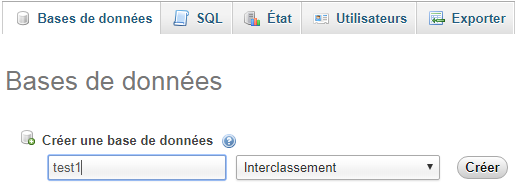 Bases de données SQL État Utilisateurs Exporter
Bases de données
Créer une base de données
test1 Interclassement Créer